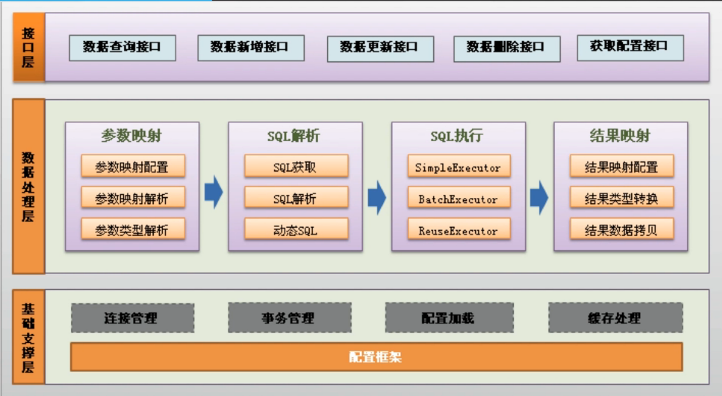 接口层
数据查询接口
数据新增接口
数据更新接口
数据删除接口
获取配置接口
数据处理层
参数映射
参数映射配置
参数映射解析
参数类型解析
SQL解析
SQL获取
SQL解析
动态SQL
SQL执行
SimpleExecutor
BatchExecutor
ReuseExecutor
结果映射
结果映射配置
结果类型转换
结果数据拷贝
基础支撑层
连接管理
事务管理
配置加载
缓存处理
配置框架